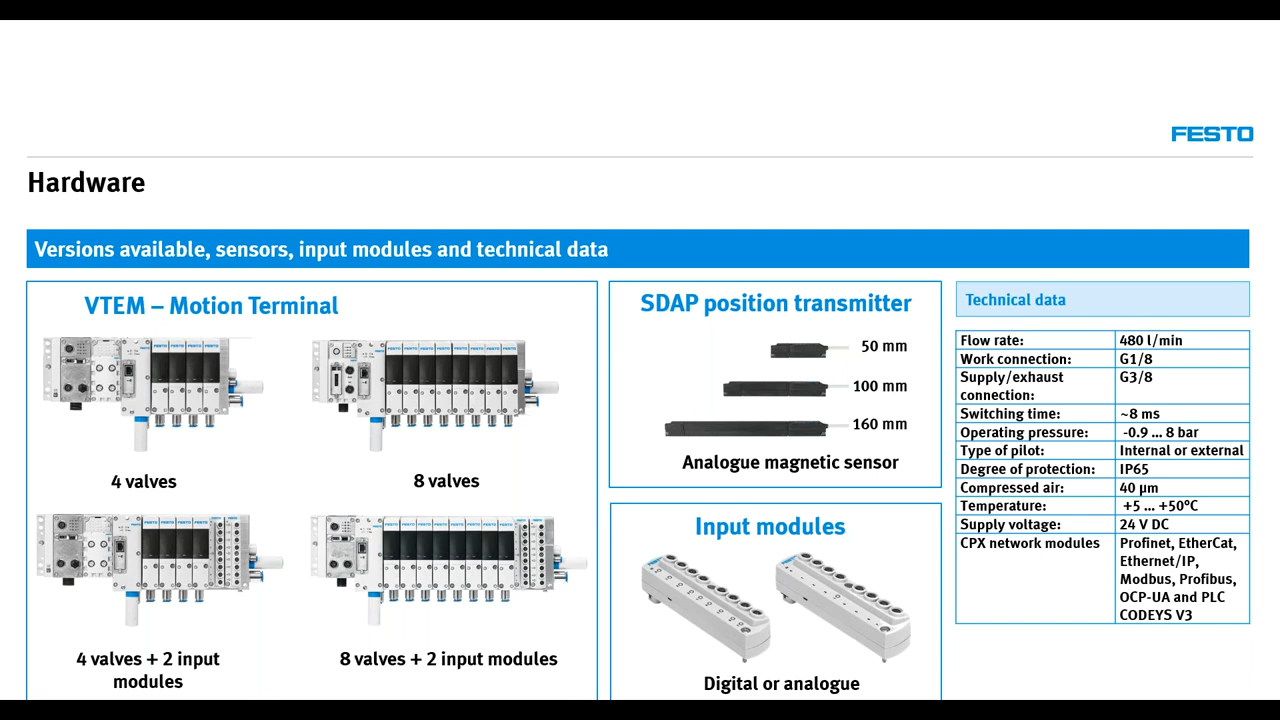 FESTO
Hardware
Versions available, sensors, input modules and technical data
VTEM – Motion Terminal
4 valves
8 valves
4 valves + 2 input
modules
8 valves + 2 input modules
SDAP position transmitter
50 mm
100 mm
160 mm
Analogue magnetic sensor
Input modules
Digital or analogue
Technical data
Flow rate: 480 l/min
Work connection: G1/8
Supply/exhaust G3/8
connection:
Switching time: ~8 ms
Operating pressure: -0.9 ... 8 bar
Type of pilot: Internal or external
Degree of protection: IP65
Compressed air: 40 µm
Temperature: +5 ... +50°C
Supply voltage: 24 V DC
CPX network modules Profinet, EtherCat,
Ethernet/IP,
Modbus, Profibus,
OCP-UA and PLC
CODEYS V3